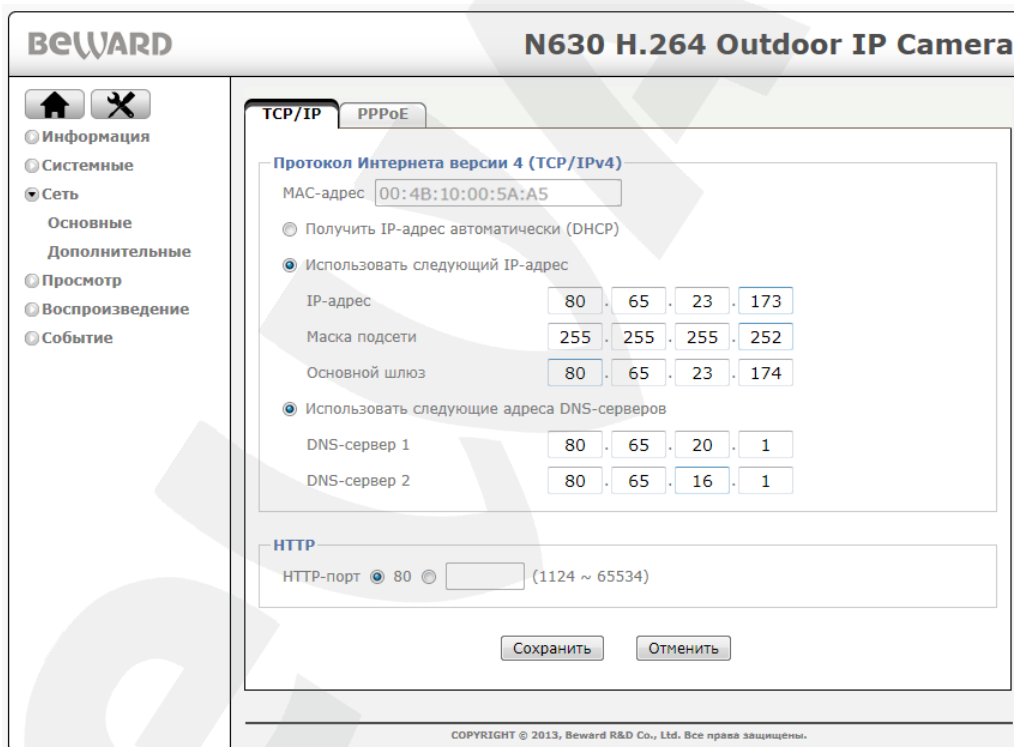 BEWARD
N630 H.264 Outdoor IP Camera
Информация
Системные
Сеть
Основные
Дополнительные
Просмотр
Воспроизведение
Событие
TCP/IP PPPoE
Протокол Интернета версии 4 (TCP/IPv4)
MAC-адрес 00:4B:10:00:5A:A5
Получить IP-адрес автоматически (DHCP)
Использовать следующий IP-адрес
IP-адрес 80 . 65 . 23 . 173
Маска подсети 255 . 255 . 255 . 252
Основной шлюз 80 . 65 . 23 . 174
Использовать следующие адреса DNS-серверов
DNS-сервер 1 80 . 65 . 20 . 1
DNS-сервер 2 80 . 65 . 16 . 1
HTTP
HTTP-порт 80 (1124 ~ 65534)
Сохранить Отменить
COPYRIGHT © 2013, Beward R&D Co., Ltd. Все права защищены.